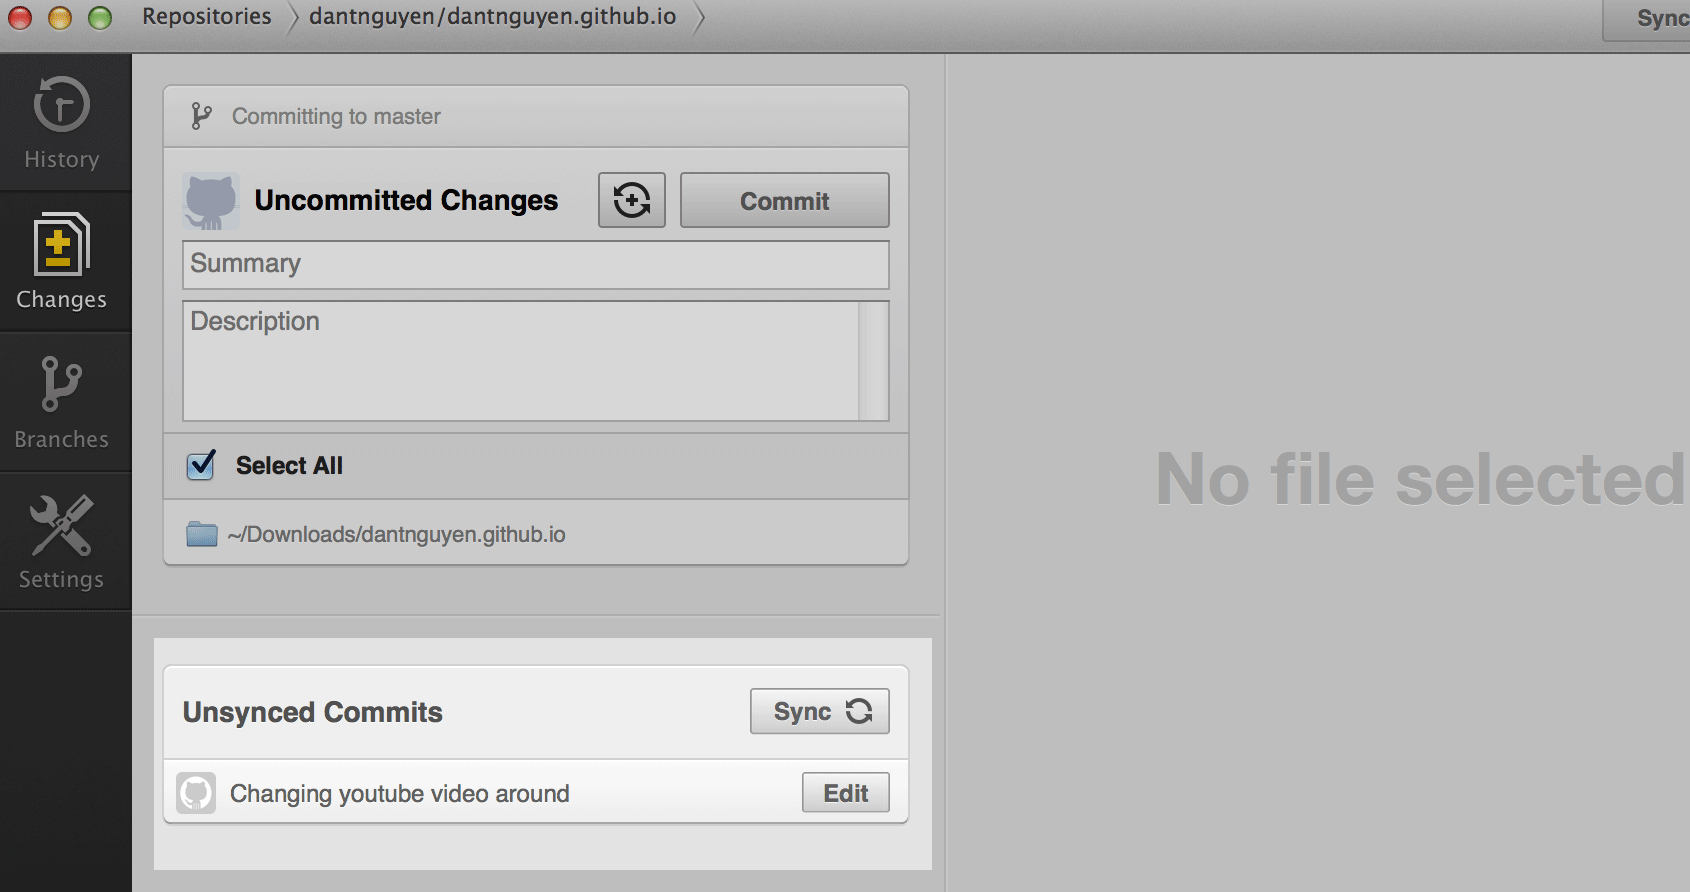 Repositories
dantnguyen/dantnguyen.github.io
Sync
History
Changes
Branches
Settings
Committing to master
Uncommitted Changes
Commit
Summary
Description
Select All
~/Downloads/dantnguyen.github.io
Unsynced Commits
Sync
Changing youtube video around
Edit
No file selected